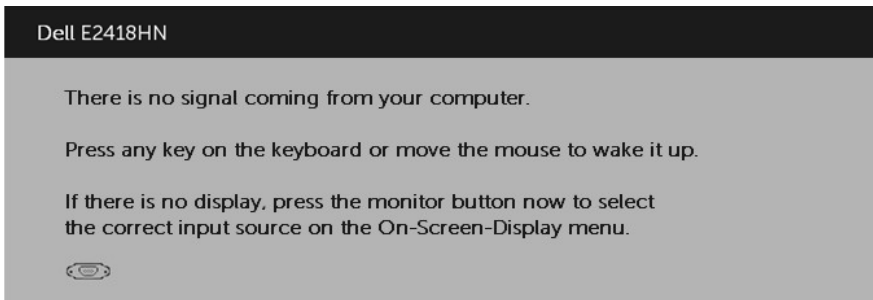 Dell E2418HN
There is no signal coming from your computer.
Press any key on the keyboard or move the mouse to wake it up.
If there is no display, press the monitor button now to select
the correct input source on the On-Screen-Display menu.